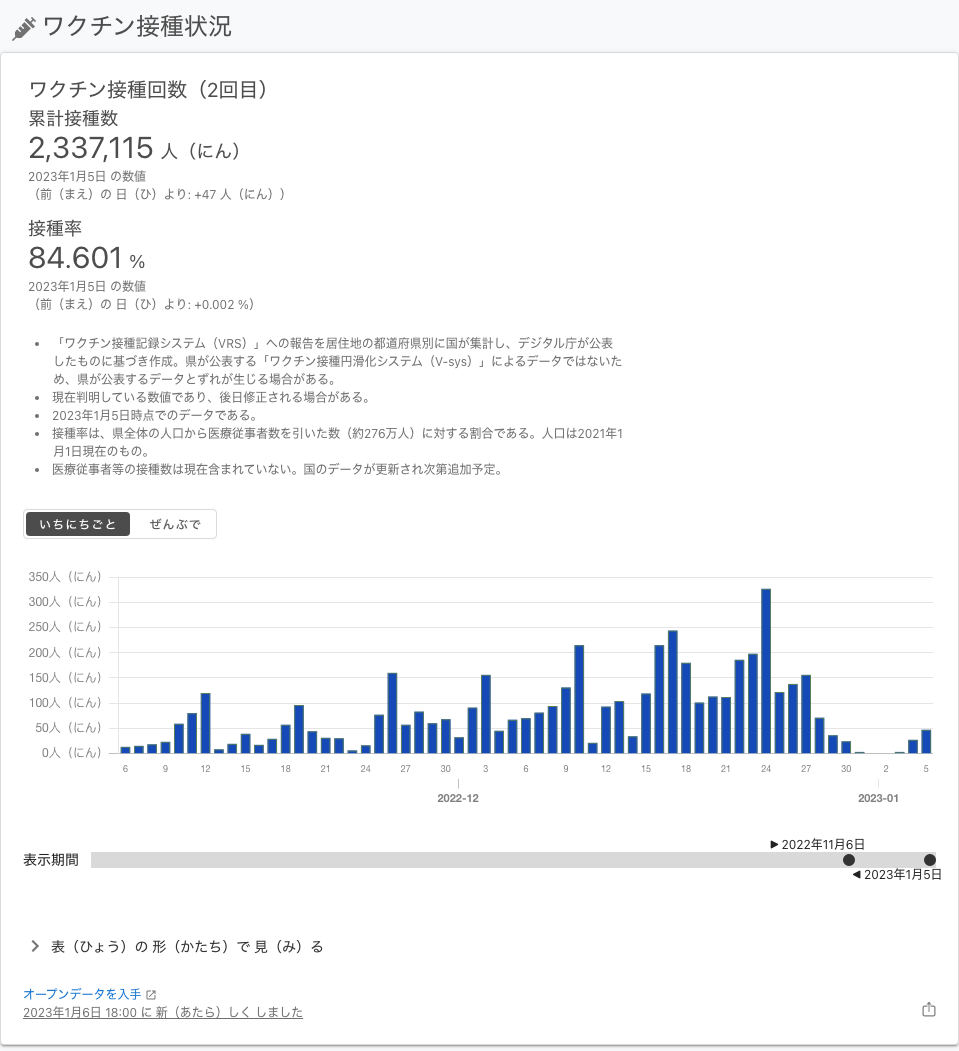 ワクチン接種状況
ワクチン接種回数（2回目）
累計接種数
2,337,115 人（にん）
2023年1月5日 の数値
（前（まえ）の 日（ひ）より: +47 人（にん））
接種率
84.601 %
2023年1月5日 の数値
（前（まえ）の 日（ひ）より: +0.002 %）
• 「ワクチン接種記録システム（VRS）」への報告を居住地の都道府県別に国が集計し、デジタル庁が公表
したものに基づき作成。県が公表する「ワクチン接種円滑化システム（V-sys）」によるデータではないた
め、県が公表するデータとずれが生じる場合がある。
• 現在判明している数値であり、後日修正される場合がある。
• 2023年1月5日時点でのデータである。
• 接種率は、県全体の人口から医療従事者数を引いた数（約276万人）に対する割合である。人口は2021年1
月1日現在のもの。
• 医療従事者等の接種数は現在含まれていない。国のデータが更新され次第追加予定。
いちにちごと ぜんぶで
350人（にん）
300人（にん）
250人（にん）
200人（にん）
150人（にん）
100人（にん）
50人（にん）
0人（にん）
6 9 12 15 18 21 24 27 30 3 6 9 12 15 18 21 24 27 30 2 5
2022-12 2023-01
▶ 2022年11月6日
表示期間
◀ 2023年1月5日
表（ひょう）の 形（かたち）で 見（み）る
オープンデータを入手
2023年1月6日 18:00 に 新（あたら）しく しました